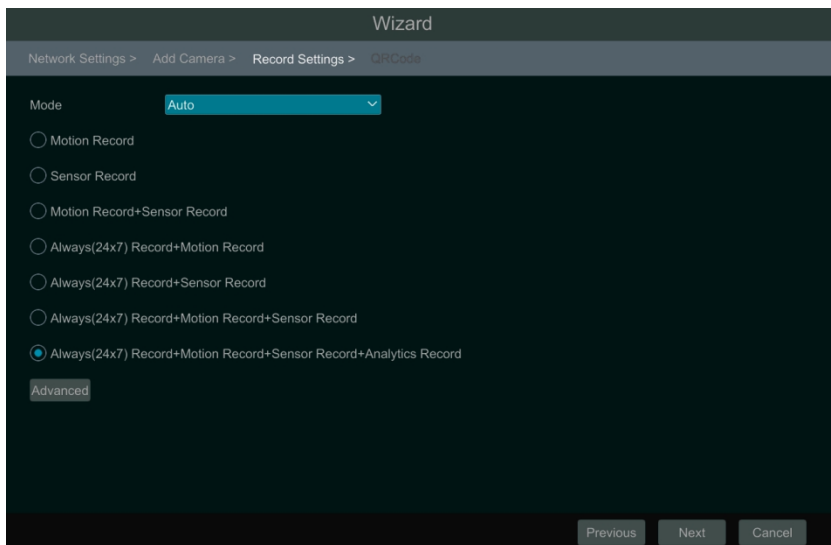 Wizard
Network Settings > Add Camera > Record Settings > QRCode
Mode Auto
Motion Record
Sensor Record
Motion Record+Sensor Record
Always(24x7) Record+Motion Record
Always(24x7) Record+Sensor Record
Always(24x7) Record+Motion Record+Sensor Record
Always(24x7) Record+Motion Record+Sensor Record+Analytics Record
Advanced
Previous Next Cancel